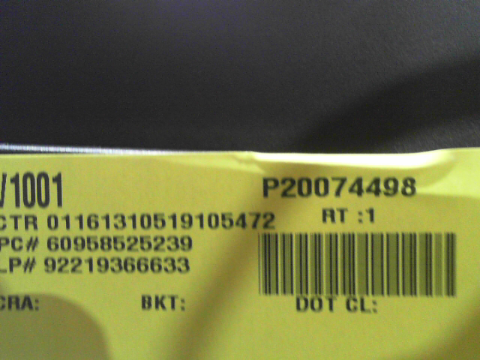 /1001 P20074498
CTR 01161310519105472 RT :1
PC# 60958525239
LP# 92219366633
CRA: BKT: DOT CL: